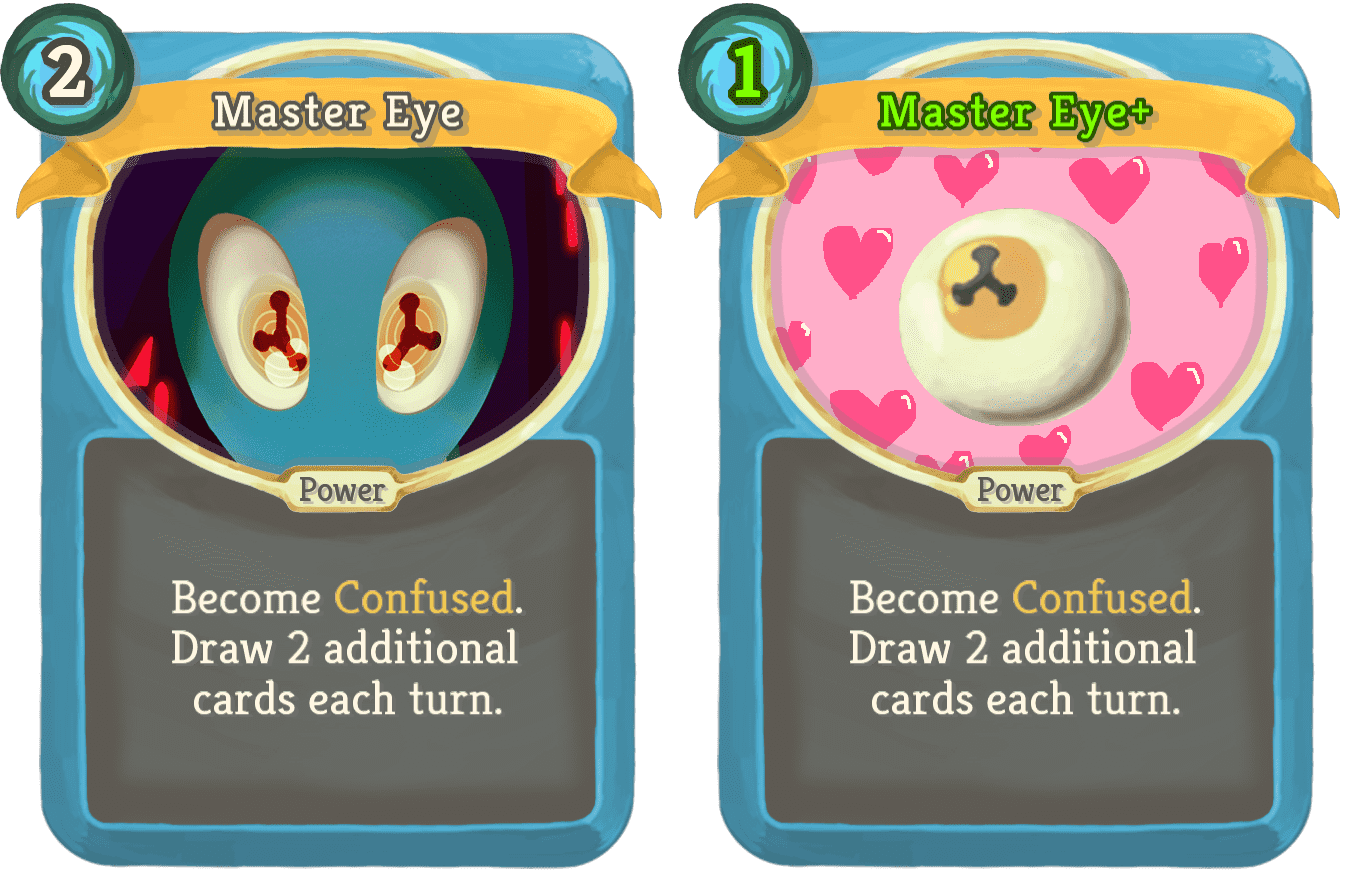 2
Master Eye
Power
Become Confused.
Draw 2 additional
cards each turn.
1
Master Eye+
Power
Become Confused.
Draw 2 additional
cards each turn.